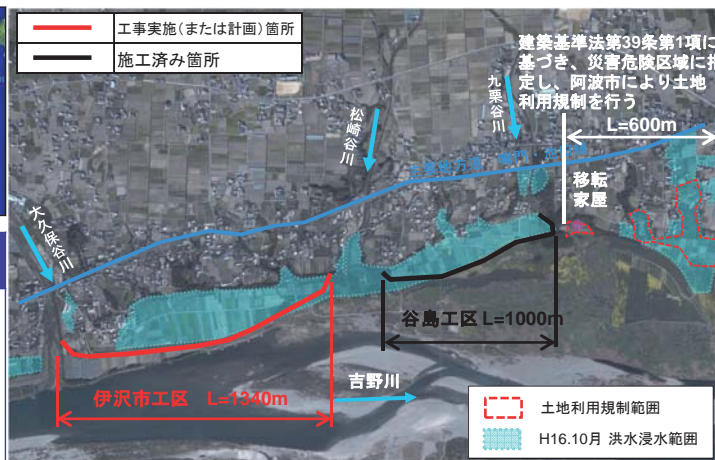 工事実施(または計画)箇所
施工済み箇所
建築基準法第39条第1項に
基づき、災害危険区域に指
定し、阿波市により土地
利用規制を行う
L=600m
九栗谷川
松崎谷川
大久保谷川
移転
家屋
谷島工区 L=1000m
伊沢市工区 L=1340m
吉野川
土地利用規制範囲
H16.10月 洪水浸水範囲